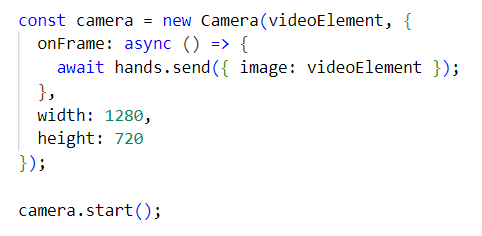 const camera = new Camera(videoElement, {
  onFrame: async () => {
    await hands.send({ image: videoElement });
  },
  width: 1280,
  height: 720
});

camera.start();